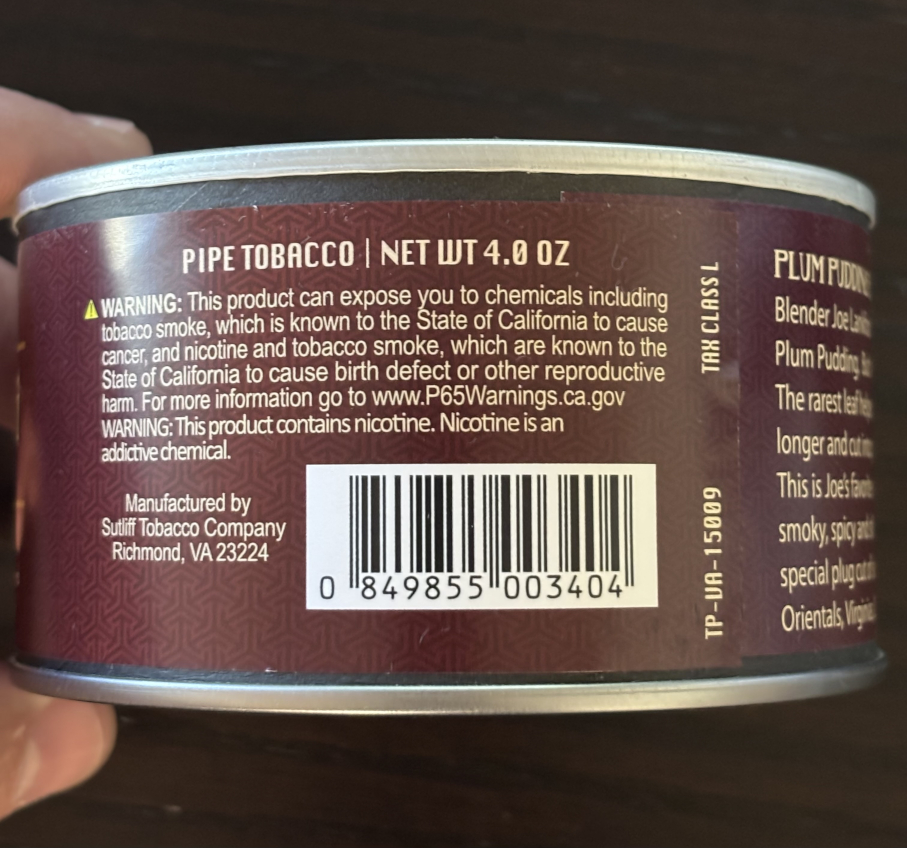 PIPE TOBACCO | NET WT 4.0 OZ
WARNING: This product can expose you to chemicals including
tobacco smoke, which is known to the State of California to cause
cancer, and nicotine and tobacco smoke, which are known to the
State of California to cause birth defect or other reproductive
harm. For more information go to www.P65Warnings.ca.gov
WARNING: This product contains nicotine. Nicotine is an
addictive chemical.
Manufactured by
Sutliff Tobacco Company
Richmond, VA 23224
0 849855 003404
TAX CLASS L
TP-VA-15009
PLUM PUDDING
Blender Joe
Plum Pudding,
The rarest leaf
longer and cut
This is Joe's
smoky, spicy and
special plug cut
Orientals,